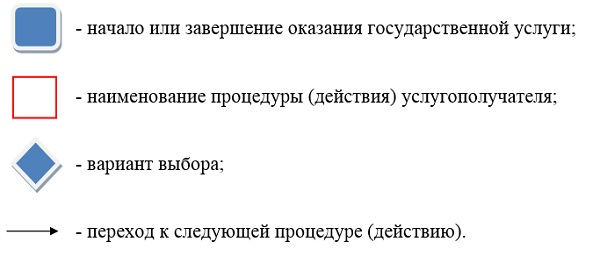 - начало или завершение оказания государственной услуги;
- наименование процедуры (действия) услугополучателя;
- вариант выбора;
- переход к следующей процедуре (действию).